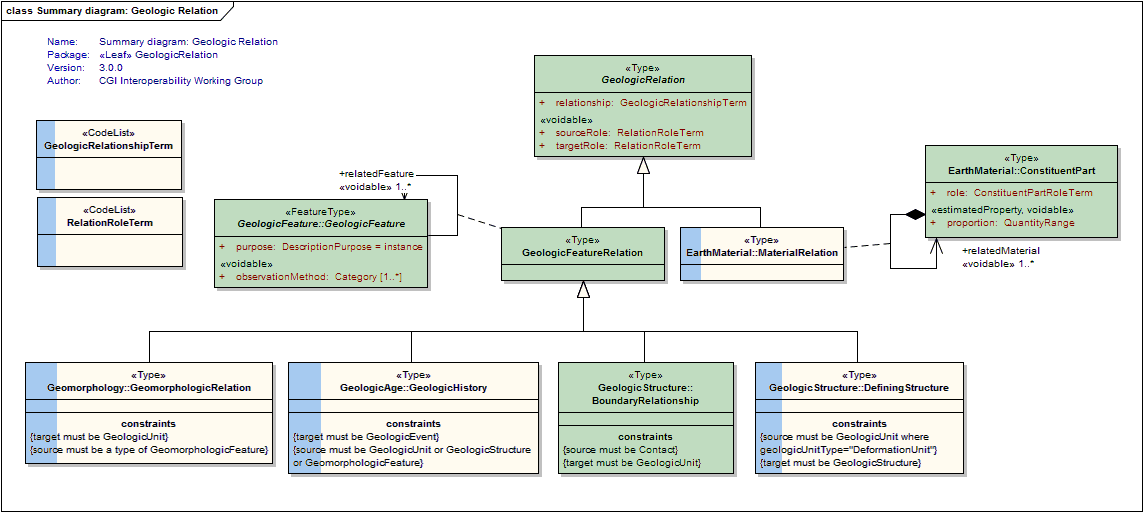 class Summary diagram: Geologic Relation
Name: Summary diagram: Geologic Relation
Package: «Leaf» GeologicRelation
Version: 3.0.0
Author: CGI Interoperability Working Group
«Type»
GeologicRelation
+ relationship: GeologicRelationshipTerm
«voidable»
+ sourceRole: RelationRoleTerm
+ targetRole: RelationRoleTerm
«CodeList»
GeologicRelationshipTerm
«CodeList»
RelationRoleTerm
+relatedFeature
«voidable» 1..*
«FeatureType»
GeologicFeature::GeologicFeature
+ purpose: DescriptionPurpose = instance
«voidable»
+ observationMethod: Category [1..*]
«Type»
GeologicFeatureRelation
«Type»
EarthMaterial::MaterialRelation
«Type»
EarthMaterial::ConstituentPart
+ role: ConstituentPartRoleTerm
«estimatedProperty, voidable»
+ proportion: QuantityRange
+relatedMaterial
«voidable» 1..*
«Type»
Geomorphology::GeomorphologicRelation
constraints
{target must be GeologicUnit}
{source must be a type of GeomorphologicFeature}
«Type»
GeologicAge::GeologicHistory
constraints
{target must be GeologicEvent}
{source must be GeologicUnit or GeologicStructure
or GeomorphologicFeature}
«Type»
GeologicStructure::
BoundaryRelationship
constraints
{source must be Contact}
{target must be GeologicUnit}
«Type»
GeologicStructure::DefiningStructure
constraints
{source must be GeologicUnit where
geologicUnitType="DeformationUnit"}
{target must be GeologicStructure}